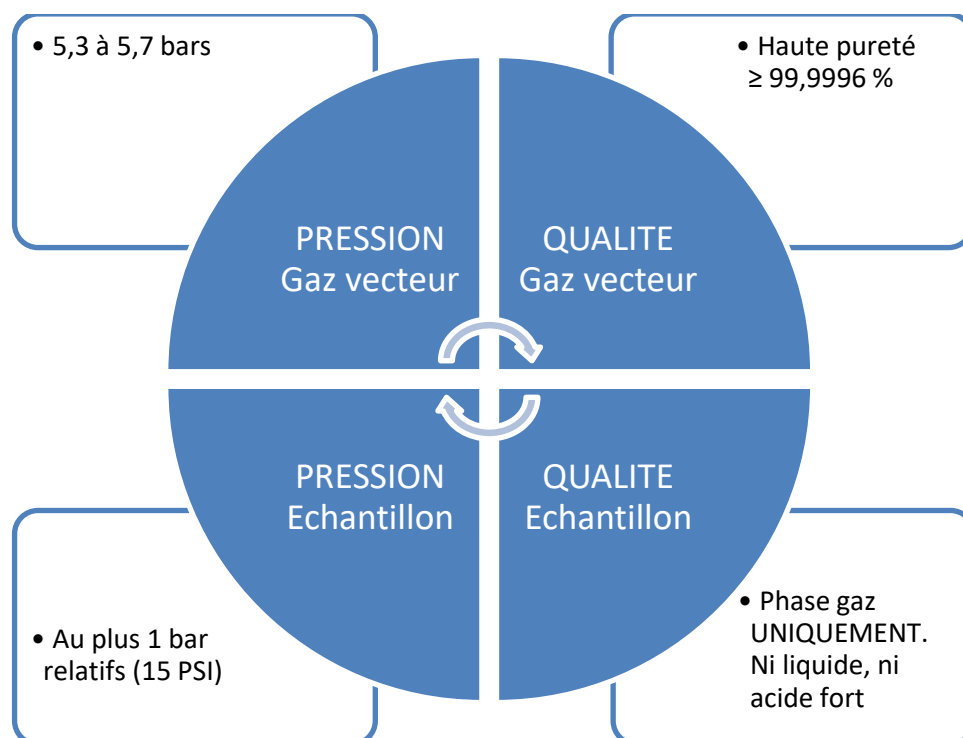 • 5,3 à 5,7 bars
• Haute pureté
≥ 99,9996 %
PRESSION
Gaz vecteur
QUALITE
Gaz vecteur
PRESSION
Echantillon
QUALITE
Echantillon
• Au plus 1 bar
relatifs (15 PSI)
• Phase gaz
UNIQUEMENT.
Ni liquide, ni
acide fort